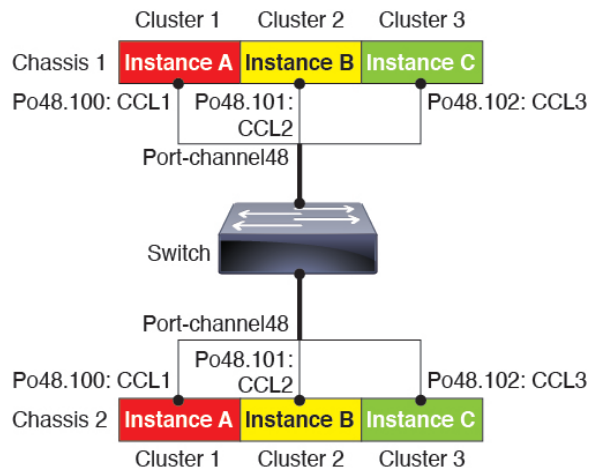 Cluster 1 Cluster 2 Cluster 3
Chassis 1 Instance A Instance B Instance C
Po48.100: CCL1 Po48.101: Po48.102: CCL3
CCL2
Port-channel48
Switch
Port-channel48
Po48.101:
Po48.100: CCL1 CCL2 Po48.102: CCL3
Chassis 2 Instance A Instance B Instance C
Cluster 1 Cluster 2 Cluster 3